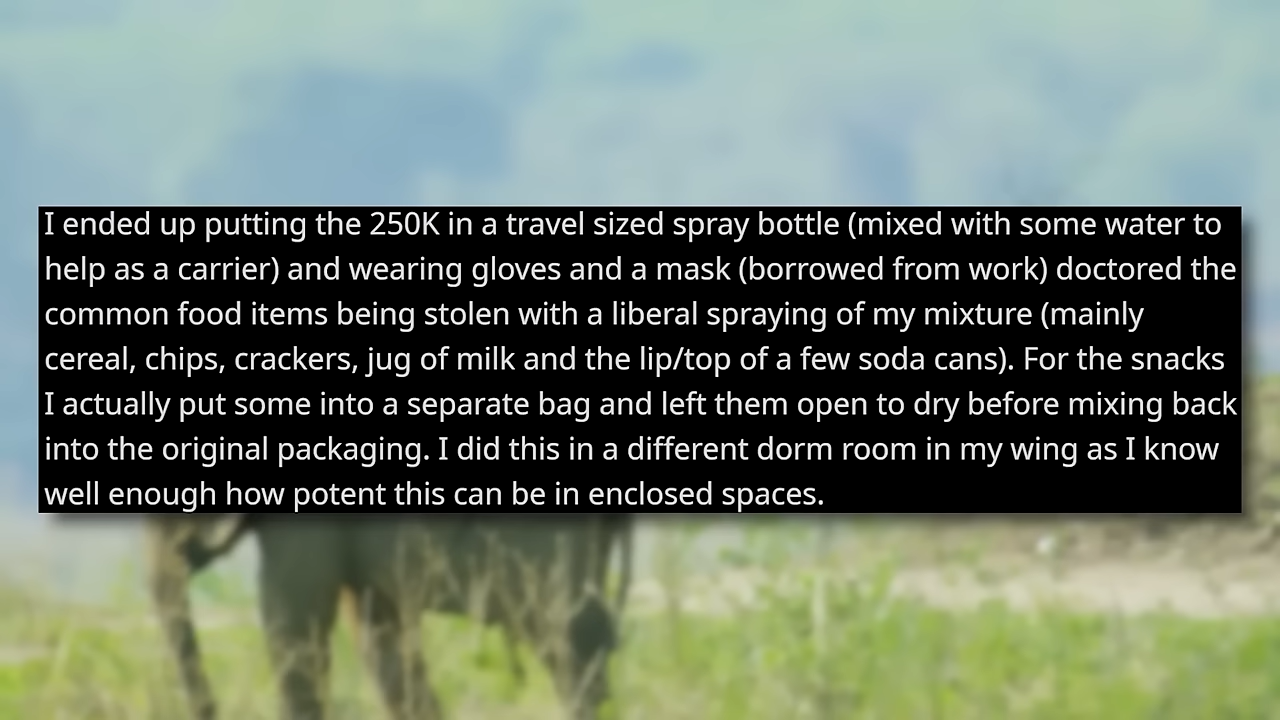 I ended up putting the 250K in a travel sized spray bottle (mixed with some water to
help as a carrier) and wearing gloves and a mask (borrowed from work) doctored the
common food items being stolen with a liberal spraying of my mixture (mainly
cereal, chips, crackers, jug of milk and the lip/top of a few soda cans). For the snacks
I actually put some into a separate bag and left them open to dry before mixing back
into the original packaging. I did this in a different dorm room in my wing as I know
well enough how potent this can be in enclosed spaces.